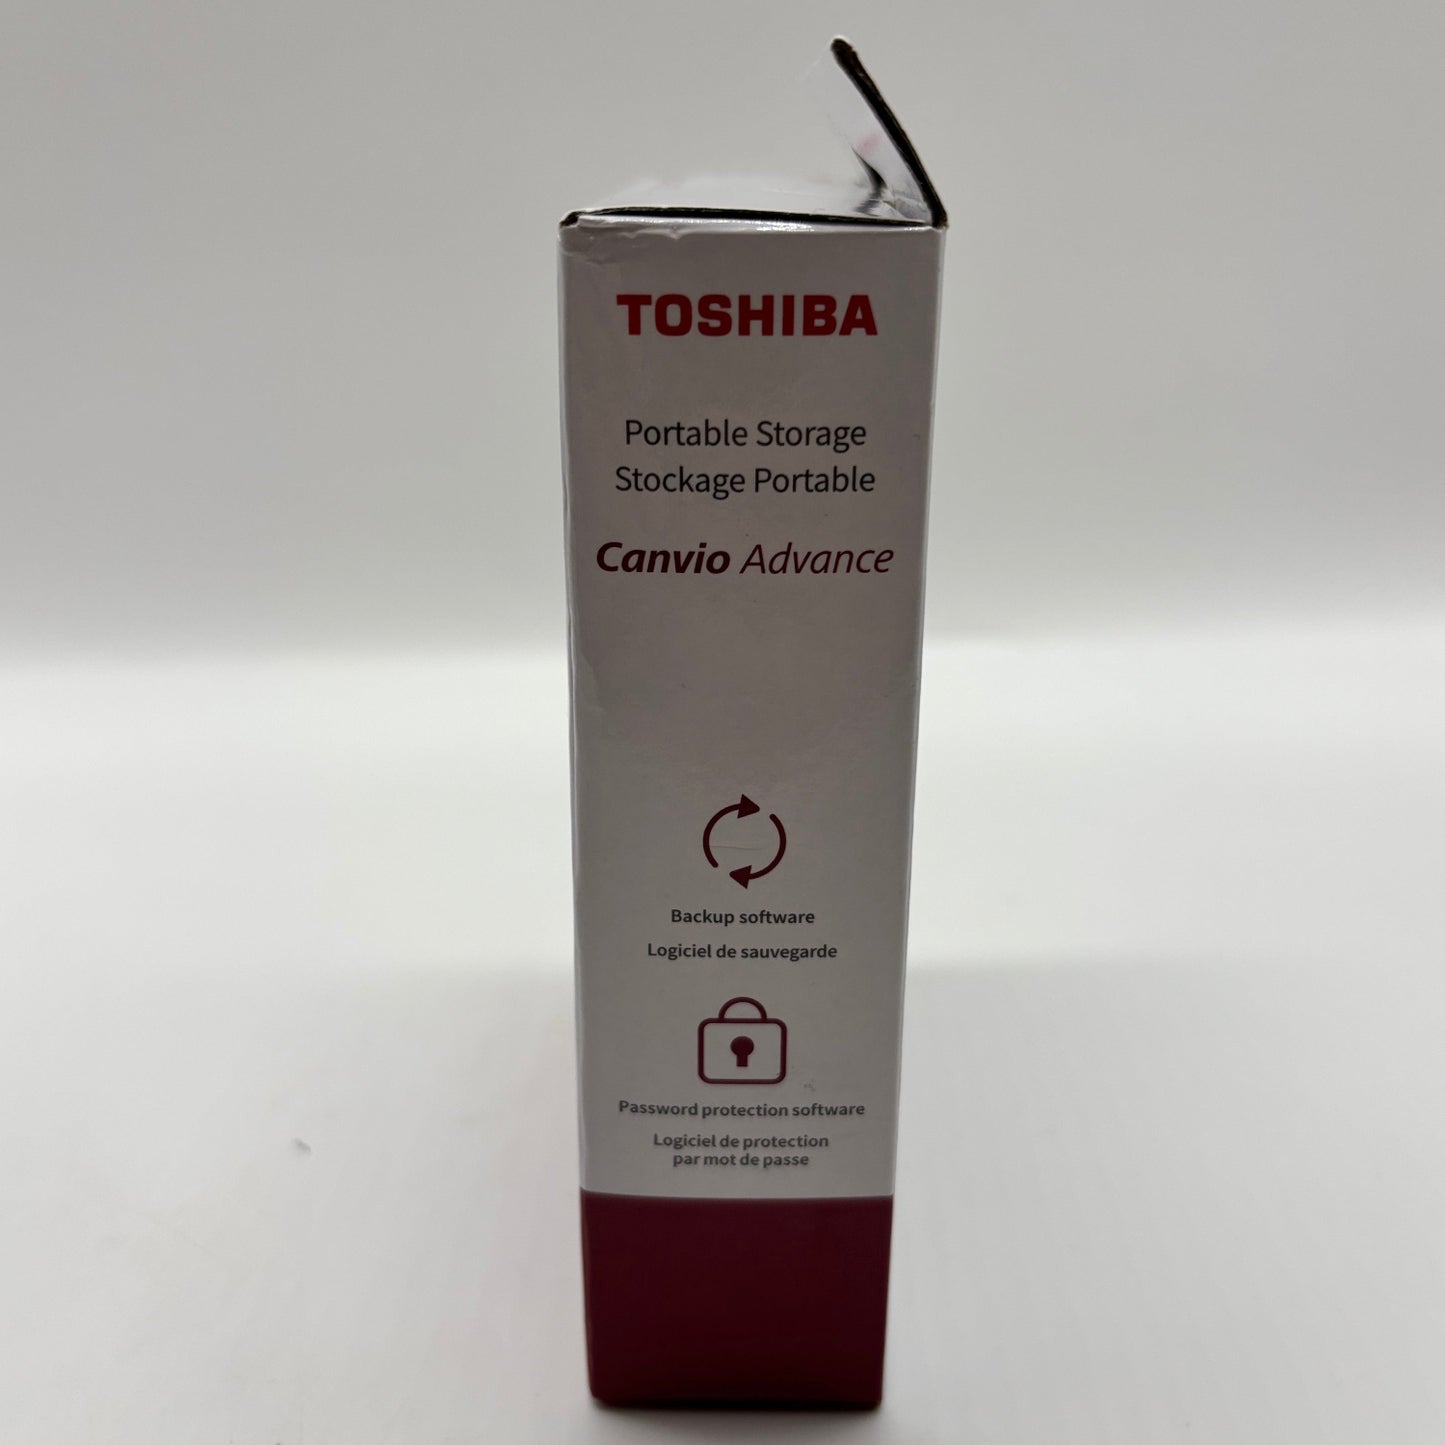 TOSHIBA
Portable Storage
Stockage Portable
Canvio Advance
Backup software
Logiciel de sauvegarde
Password protection software
Logiciel de protection
par mot de passe